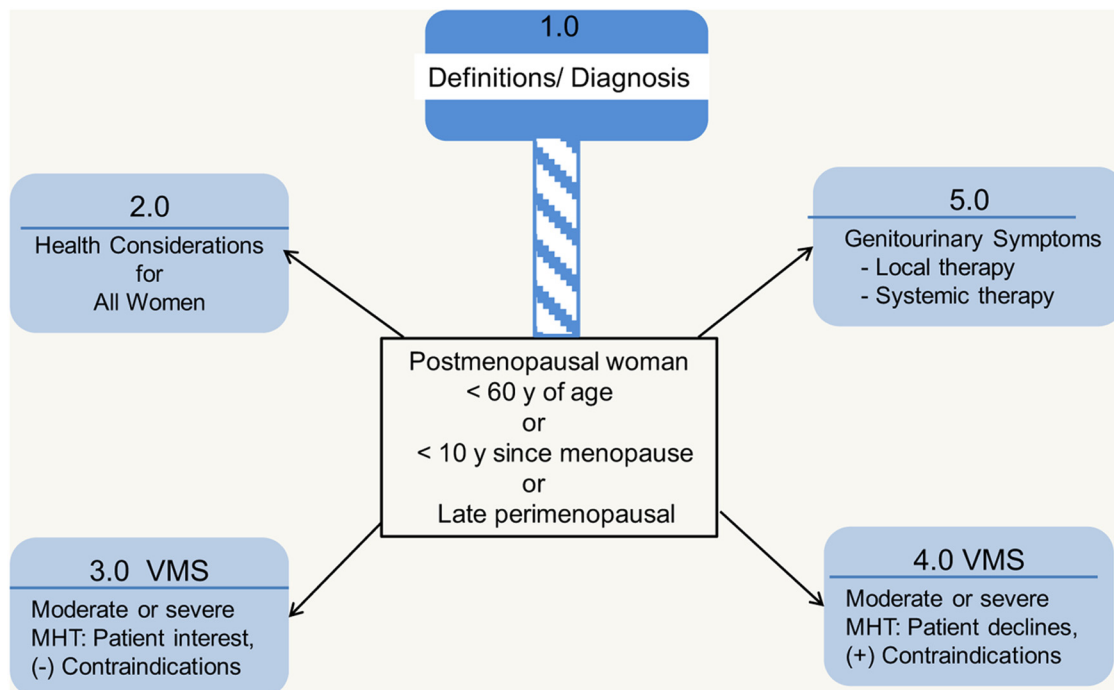 1.0
Definitions/ Diagnosis
2.0
Health Considerations
for
All Women
5.0
Genitourinary Symptoms
- Local therapy
- Systemic therapy
Postmenopausal woman
< 60 y of age
or
< 10 y since menopause
or
Late perimenopausal
3.0 VMS
Moderate or severe
MHT: Patient interest,
(-) Contraindications
4.0 VMS
Moderate or severe
MHT: Patient declines,
(+) Contraindications